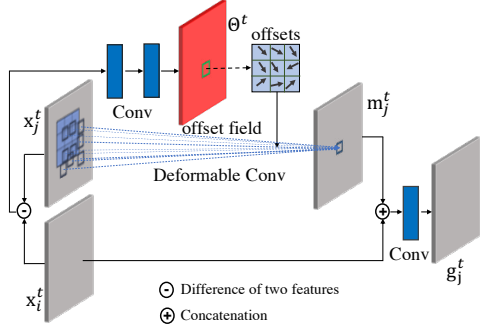 Θ^t
offsets
Conv
x_j^t
offset field
m_j^t
Deformable Conv
-
+
Conv
x_i^t
g_j^t
- Difference of two features
+ Concatenation